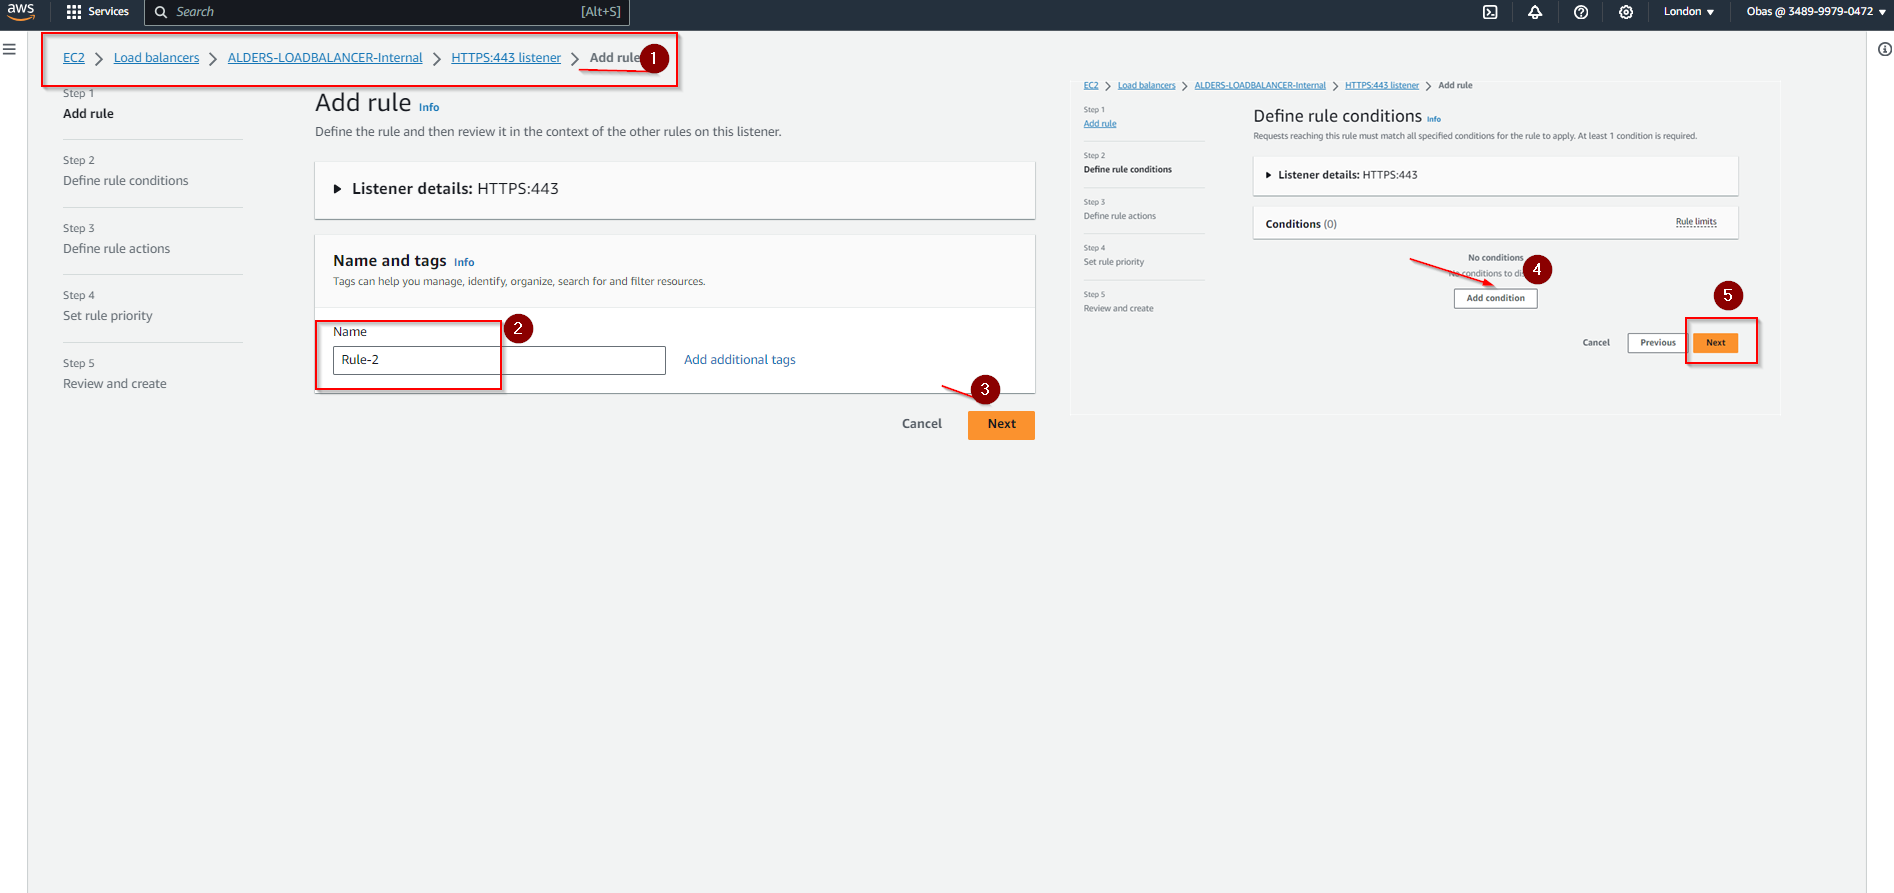 aws
Services
Search
[Alt+S]
London
Obas @ 3489-9979-0472
EC2 > Load balancers > ALDERS-LOADBALANCER-Internal > HTTPS:443 listener > Add rule
1
Step 1
Add rule
Step 2
Define rule conditions
Step 3
Define rule actions
Step 4
Set rule priority
Step 5
Review and create
Add rule Info
Define the rule and then review it in the context of the other rules on this listener.
Listener details: HTTPS:443
Name and tags Info
Tags can help you manage, identify, organize, search for and filter resources.
Name
2
Rule-2
Add additional tags
3
Cancel
Next
EC2 > Load balancers > ALDERS-LOADBALANCER-Internal > HTTPS:443 listener > Add rule
Step 1
Add rule
Step 2
Define rule conditions
Step 3
Define rule actions
Step 4
Set rule priority
Step 5
Review and create
Define rule conditions Info
Requests reaching this rule must match all specified conditions for the rule to apply. At least 1 condition is required.
Listener details: HTTPS:443
Conditions (0)
Rule limits
No conditions
No conditions to
4
Add condition
5
Cancel
Previous
Next